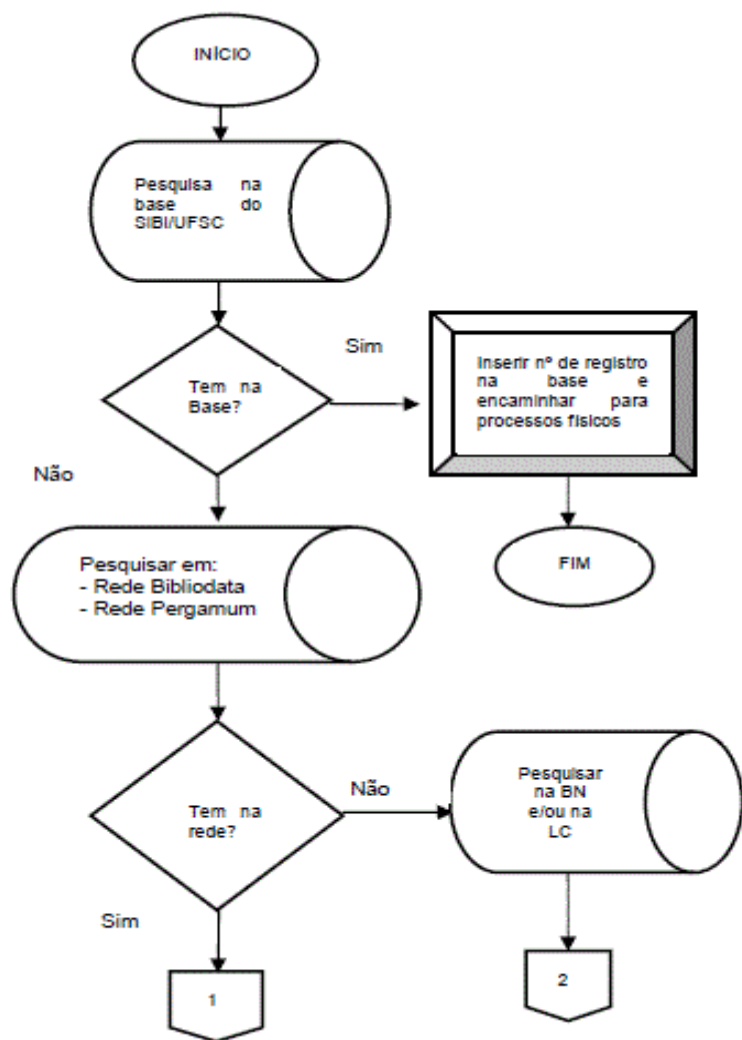 INÍCIO
Pesquisa na
base do
SIBI/UFSC
Tem na
Base?
Sim
Inserir nº de registro
na base e
encaminhar para
processos físicos
Não
FIM
Pesquisar em:
- Rede Bibliodata
- Rede Pergamum
Tem na
rede?
Não
Pesquisar
na BN
e/ou na
LC
Sim
1
2